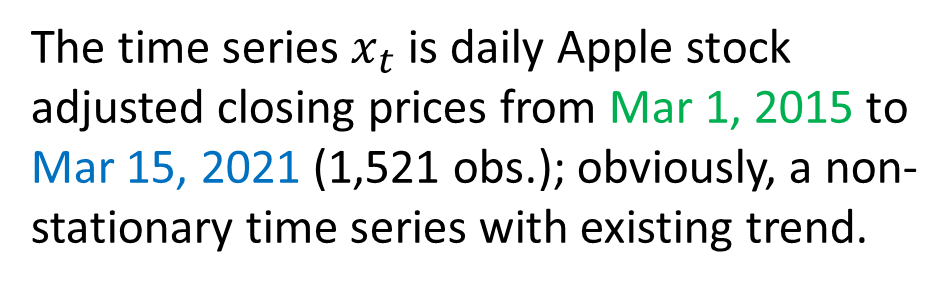 The time series 𝑥𝑡 is daily Apple stock
adjusted closing prices from Mar 1, 2015 to
Mar 15, 2021 (1,521 obs.); obviously, a non-
stationary time series with existing trend.